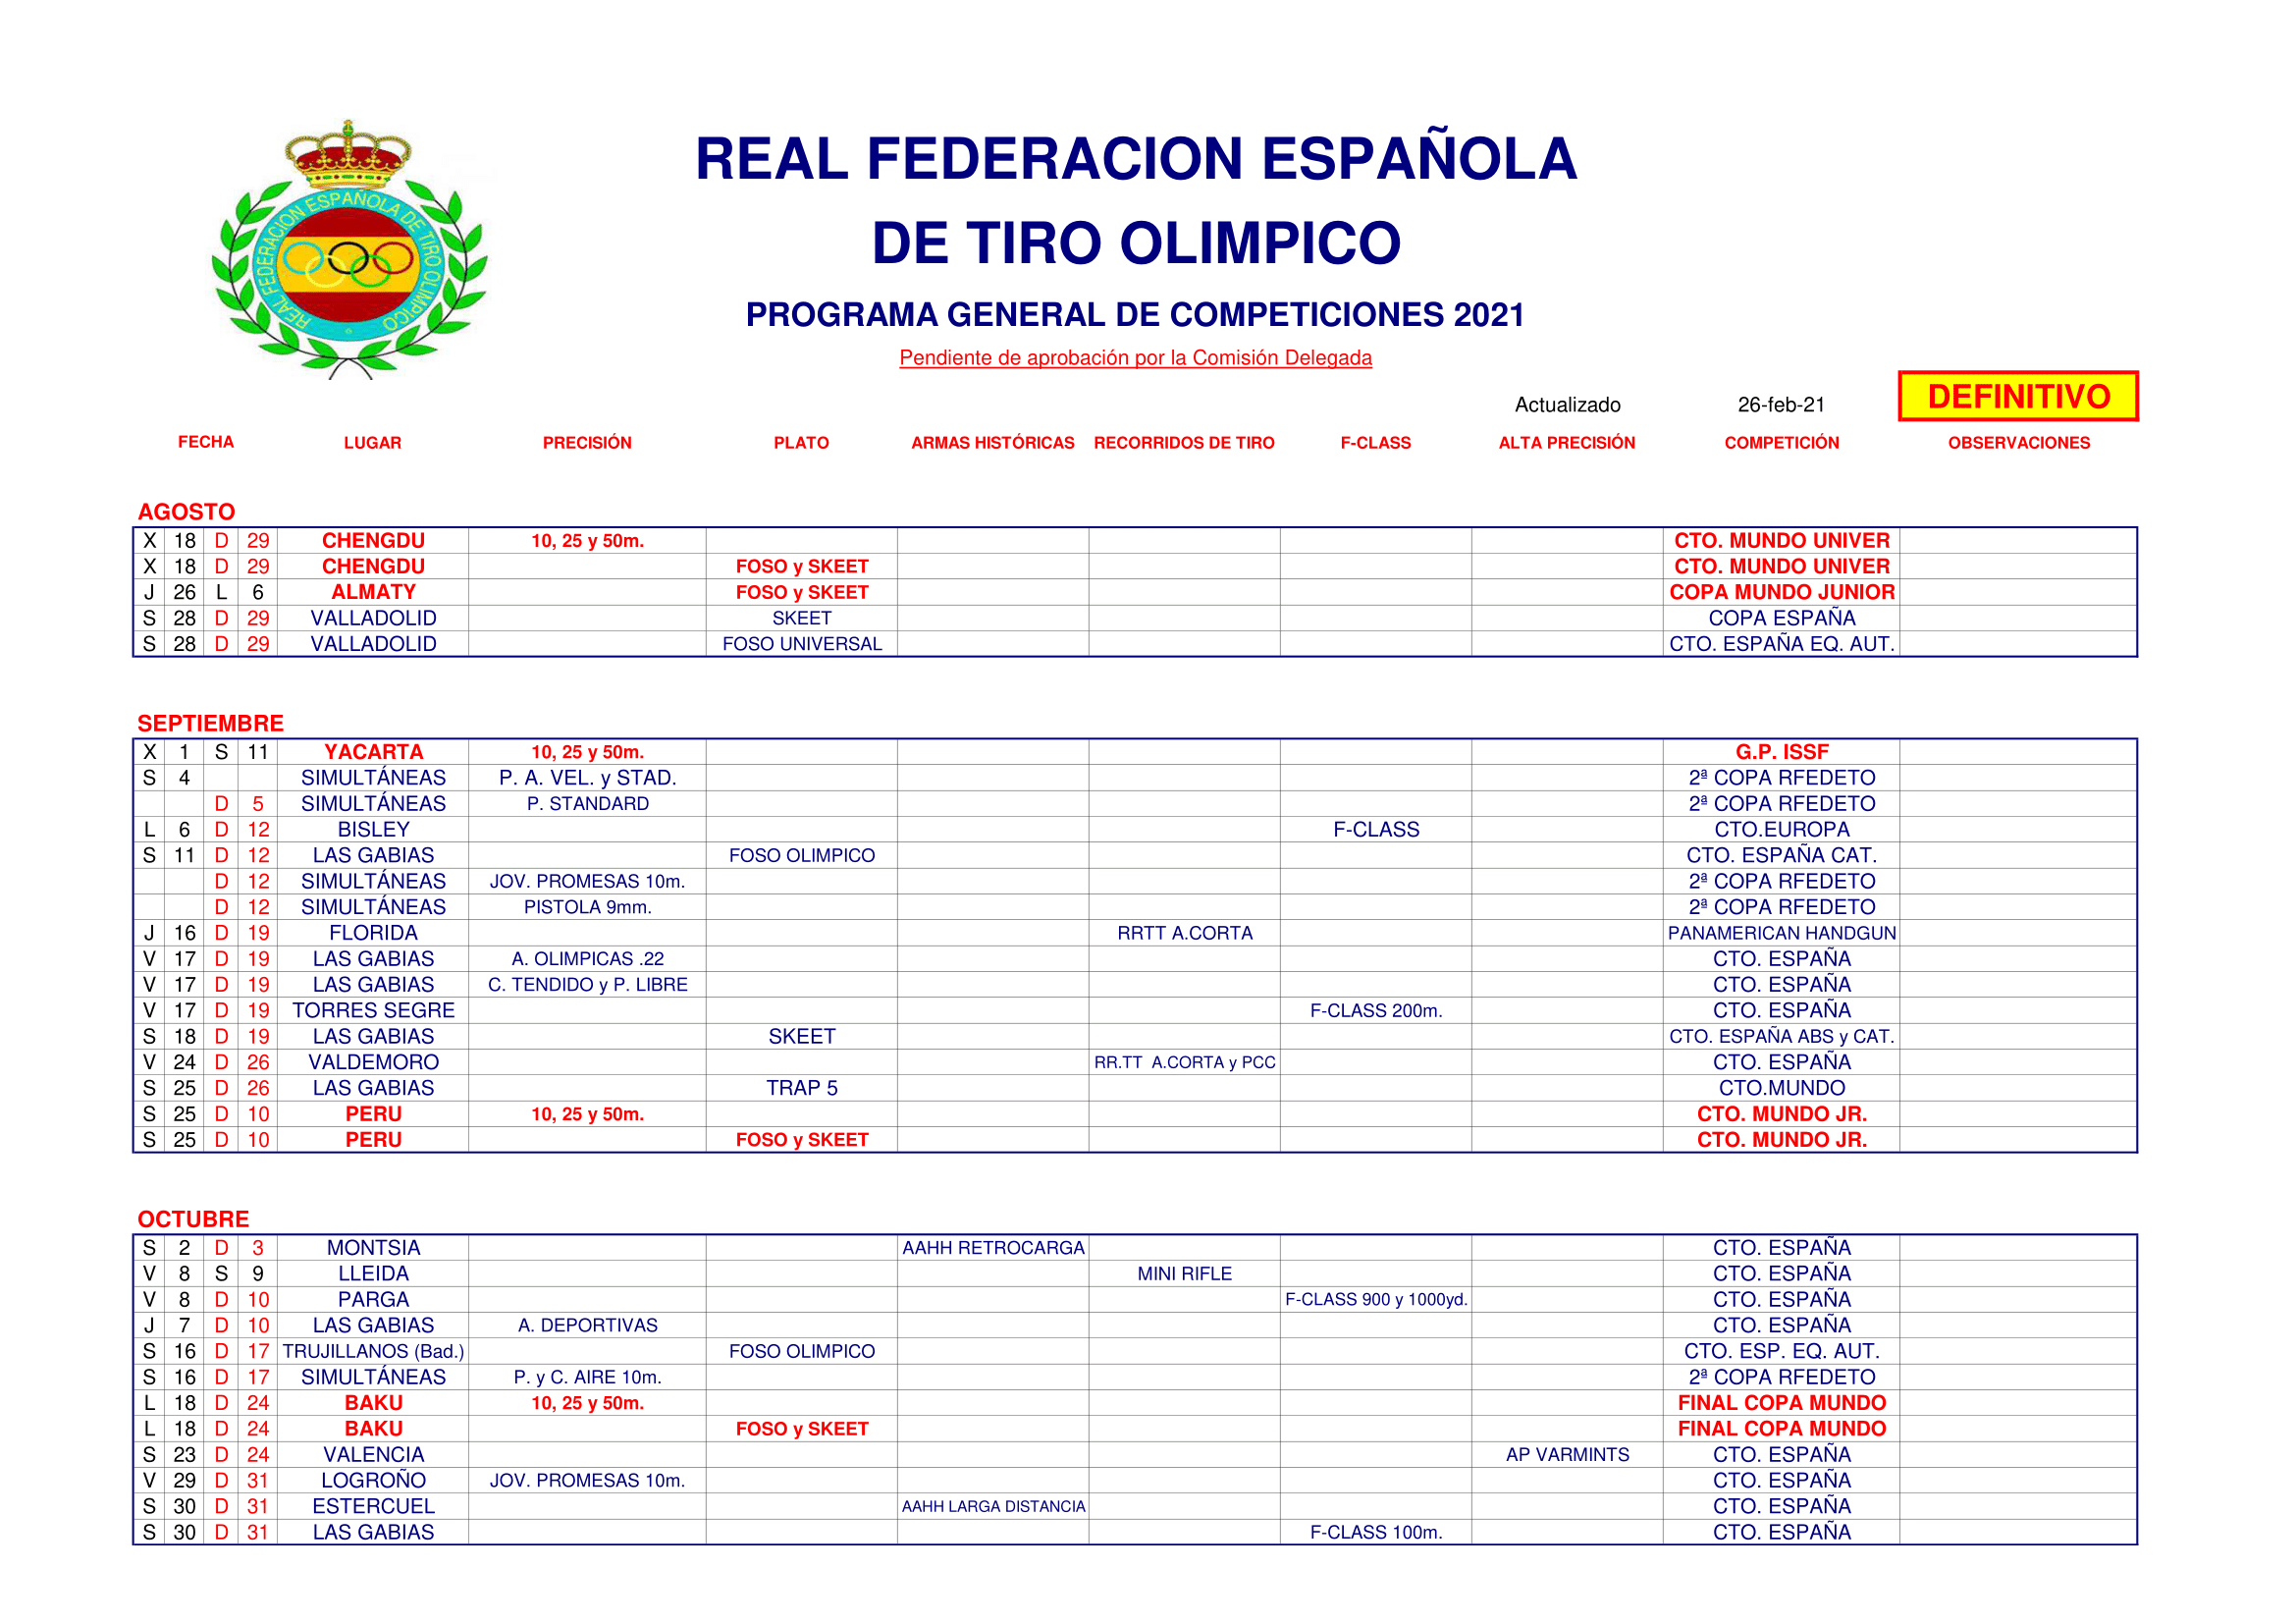 REAL FEDERACION ESPAÑOLA DE TIRO OLIMPICO
REAL FEDERACION ESPAÑOLA
DE TIRO OLIMPICO
PROGRAMA GENERAL DE COMPETICIONES 2021
Pendiente de aprobación por la Comisión Delegada
Actualizado 26-feb-21 DEFINITIVO
FECHA LUGAR PRECISIÓN PLATO ARMAS HISTÓRICAS RECORRIDOS DE TIRO F-CLASS ALTA PRECISIÓN COMPETICIÓN OBSERVACIONES
AGOSTO
X 18 D 29 CHENGDU 10, 25 y 50m. CTO. MUNDO UNIVER
X 18 D 29 CHENGDU FOSO y SKEET CTO. MUNDO UNIVER
J 26 L 6 ALMATY FOSO y SKEET COPA MUNDO JUNIOR
S 28 D 29 VALLADOLID SKEET COPA ESPAÑA
S 28 D 29 VALLADOLID FOSO UNIVERSAL CTO. ESPAÑA EQ. AUT.
SEPTIEMBRE
X 1 S 11 YACARTA 10, 25 y 50m. G.P. ISSF
S 4 SIMULTÁNEAS P. A. VEL. y STAD. 2ª COPA RFEDETO
D 5 SIMULTÁNEAS P. STANDARD 2ª COPA RFEDETO
L 6 D 12 BISLEY F-CLASS CTO.EUROPA
S 11 D 12 LAS GABIAS FOSO OLIMPICO CTO. ESPAÑA CAT.
D 12 SIMULTÁNEAS JOV. PROMESAS 10m. 2ª COPA RFEDETO
D 12 SIMULTÁNEAS PISTOLA 9mm. 2ª COPA RFEDETO
J 16 D 19 FLORIDA RRTT A.CORTA PANAMERICAN HANDGUN
V 17 D 19 LAS GABIAS A. OLIMPICAS .22 CTO. ESPAÑA
V 17 D 19 LAS GABIAS C. TENDIDO y P. LIBRE CTO. ESPAÑA
V 17 D 19 TORRES SEGRE F-CLASS 200m. CTO. ESPAÑA
S 18 D 19 LAS GABIAS SKEET CTO. ESPAÑA ABS y CAT.
V 24 D 26 VALDEMORO RR.TT A.CORTA y PCC CTO. ESPAÑA
S 25 D 26 LAS GABIAS TRAP 5 CTO.MUNDO
S 25 D 10 PERU 10, 25 y 50m. CTO. MUNDO JR.
S 25 D 10 PERU FOSO y SKEET CTO. MUNDO JR.
OCTUBRE
S 2 D 3 MONTSIA AAHH RETROCARGA CTO. ESPAÑA
V 8 S 9 LLEIDA MINI RIFLE CTO. ESPAÑA
V 8 D 10 PARGA F-CLASS 900 y 1000yd. CTO. ESPAÑA
J 7 D 10 LAS GABIAS A. DEPORTIVAS CTO. ESPAÑA
S 16 D 17 TRUJILLANOS (Bad.) FOSO OLIMPICO CTO. ESP. EQ. AUT.
S 16 D 17 SIMULTÁNEAS P. y C. AIRE 10m. 2ª COPA RFEDETO
L 18 D 24 BAKU 10, 25 y 50m. FINAL COPA MUNDO
L 18 D 24 BAKU FOSO y SKEET FINAL COPA MUNDO
S 23 D 24 VALENCIA AP VARMINTS CTO. ESPAÑA
V 29 D 31 LOGROÑO JOV. PROMESAS 10m. CTO. ESPAÑA
S 30 D 31 ESTERCUEL AAHH LARGA DISTANCIA CTO. ESPAÑA
S 30 D 31 LAS GABIAS F-CLASS 100m. CTO. ESPAÑA